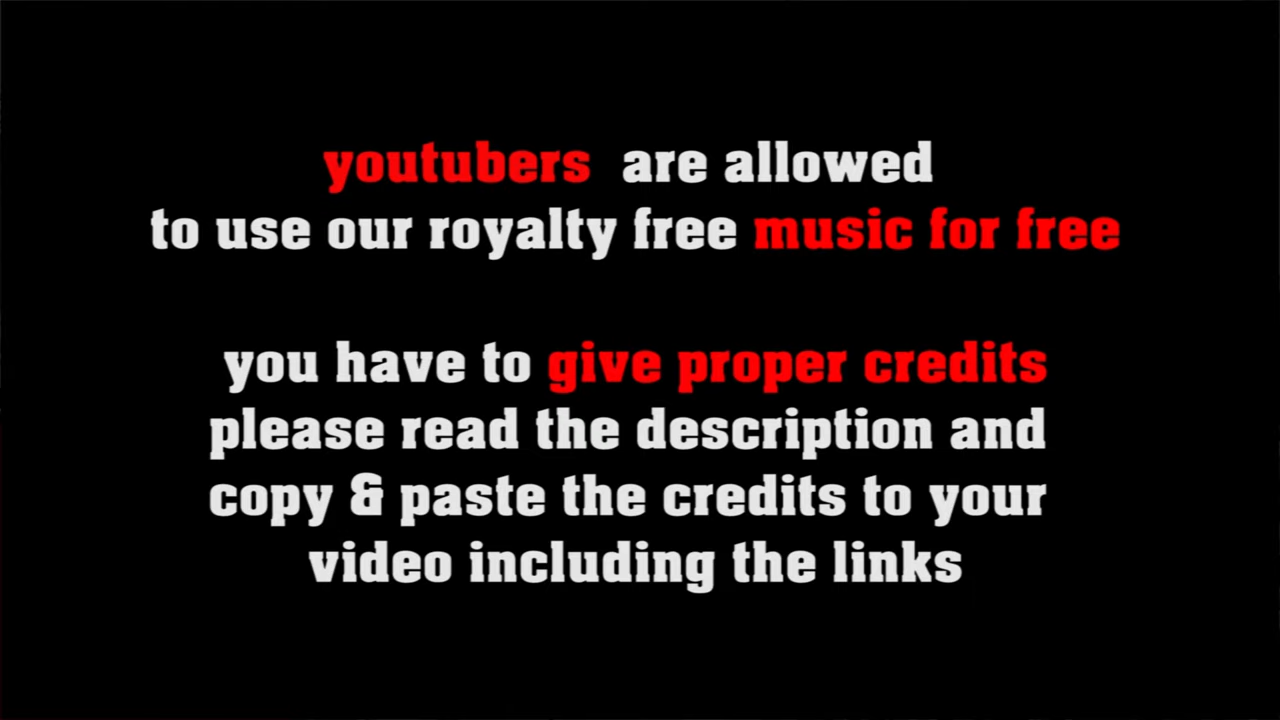 youtubers are allowed
to use our royalty free music for free
you have to give proper credits
please read the description and
copy & paste the credits to your
video including the links